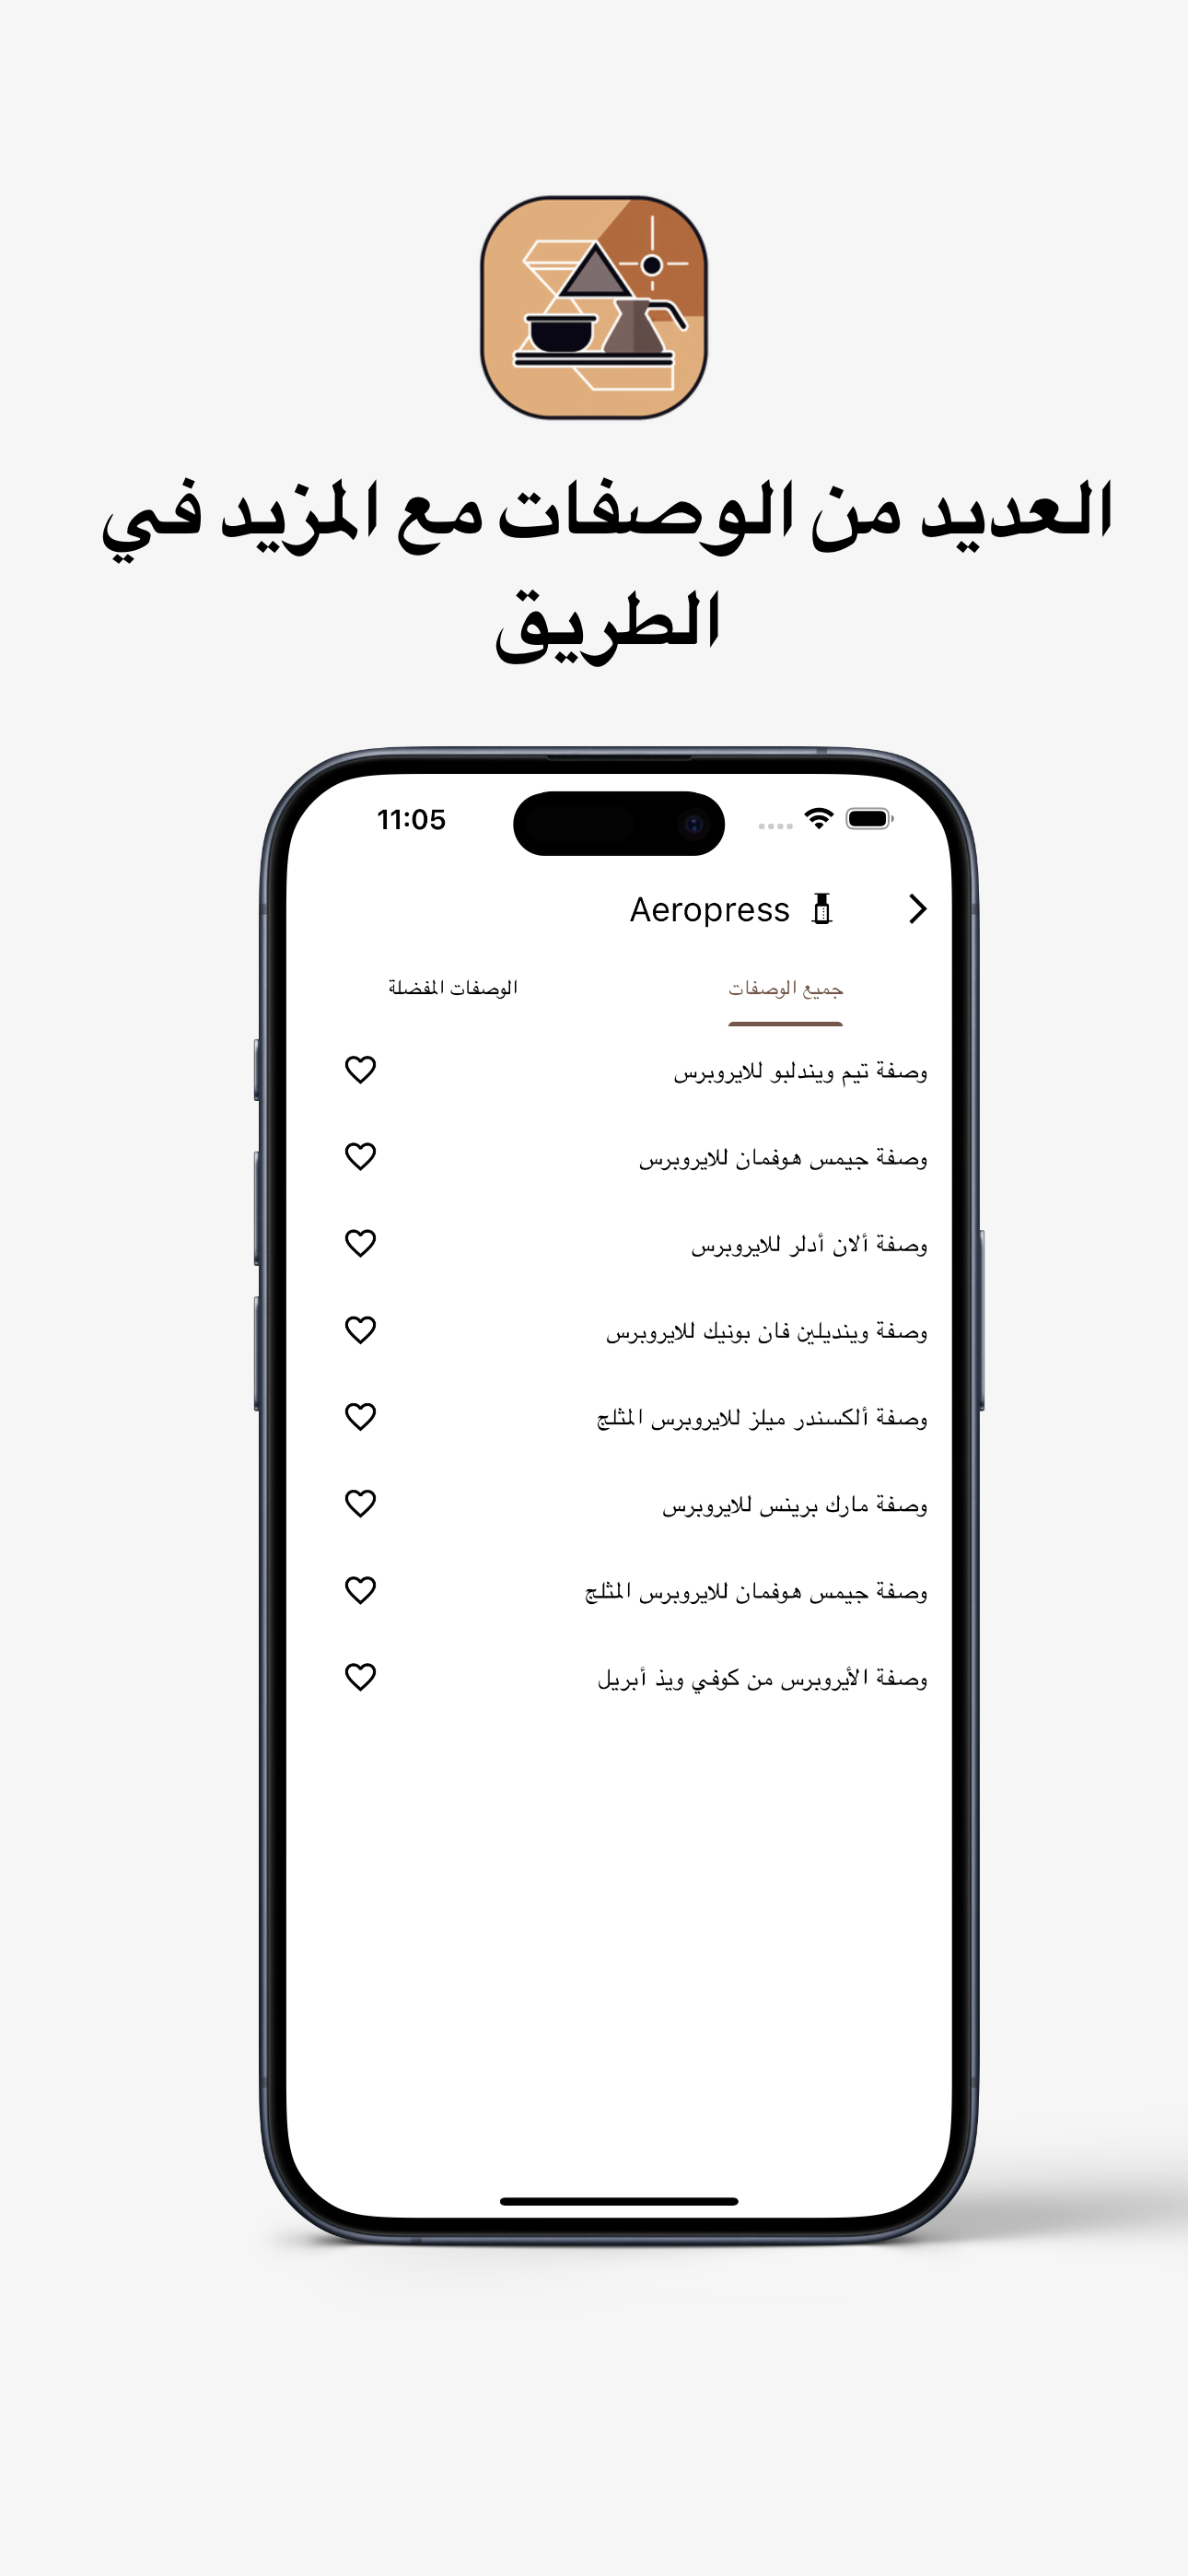 العديد من الوصفات مع المزيد في
الطريق
11:05
Aeropress
جميع الوصفات
الوصفات المفضلة
وصفة تيم ويندلبو للايروبرس
وصفة جيمس هوفمان للايروبرس
وصفة ألان أدلر للايروبرس
وصفة وينديلين فان بونيك للايروبرس
وصفة ألكسندر ميلز للايروبرس المثلج
وصفة مارك برينس للايروبرس
وصفة جيمس هوفمان للايروبرس المثلج
وصفة الأيروبرس من كوفي ويذ أبريل